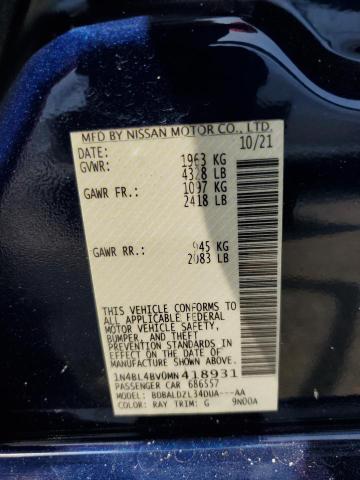 MFD BY NISSAN MOTOR CO., LTD.
DATE: 10/21
GVWR: 1963 KG
4328 LB
GAWR FR.: 1097 KG
2418 LB
GAWR RR.: 945 KG
2083 LB
THIS VEHICLE CONFORMS TO
ALL APPLICABLE FEDERAL
MOTOR VEHICLE SAFETY,
BUMPER, AND THEFT
PREVENTION STANDARDS IN
EFFECT ON THE DATE OF
MANUFACTURE SHOWN ABOVE.
1N4BL4BV0MN418931
PASSENGER CAR 686557
MODEL: BDBALDZL34DUA---AA
COLOR: RAY TRIM: G 9N00A